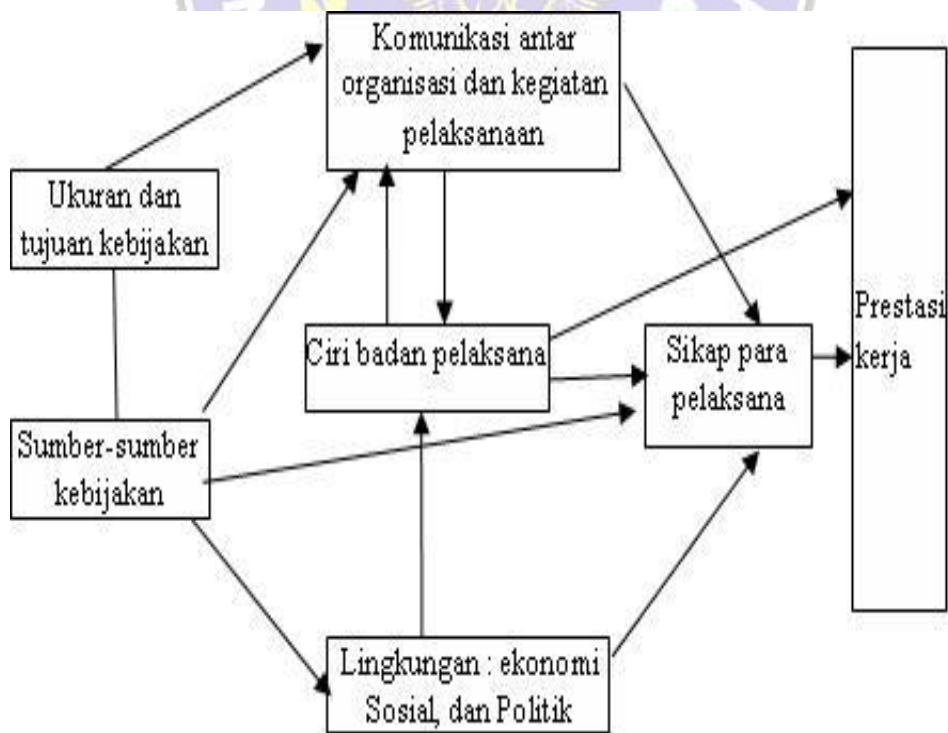 Komunikasi antar
organisasi dan kegiatan
pelaksanaan
Ukuran dan
tujuan kebijakan
Ciri badan pelaksana
Sikap para
pelaksana
Prestasi
kerja
Sumber-sumber
kebijakan
Lingkungan : ekonomi
Sosial, dan Politik